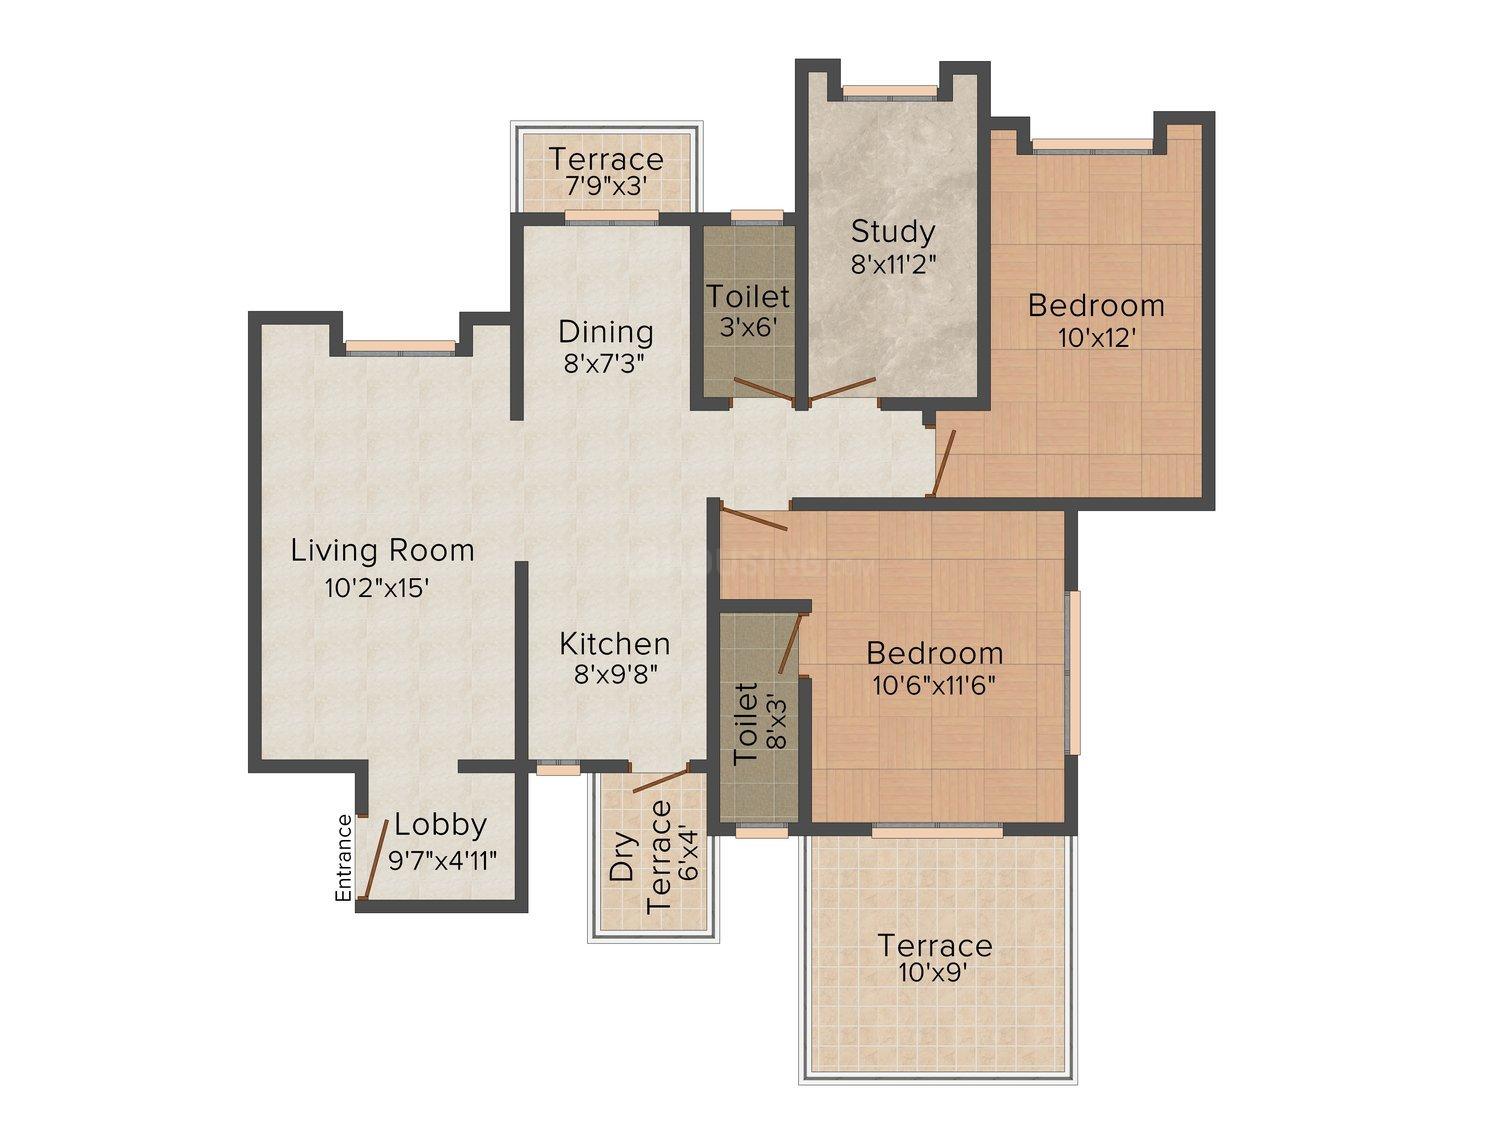 Terrace
7'9"x3'
Study
8'x11'2"
Toilet
3'x6'
Bedroom
10'x12'
Dining
8'x7'3"
Living Room
10'2"x15'
Kitchen
8'x9'8"
Bedroom
10'6"x11'6"
Toilet
8'x3'
Entrance
Lobby
9'7"x4'11"
Dry
Terrace
6'x4'
Terrace
10'x9'